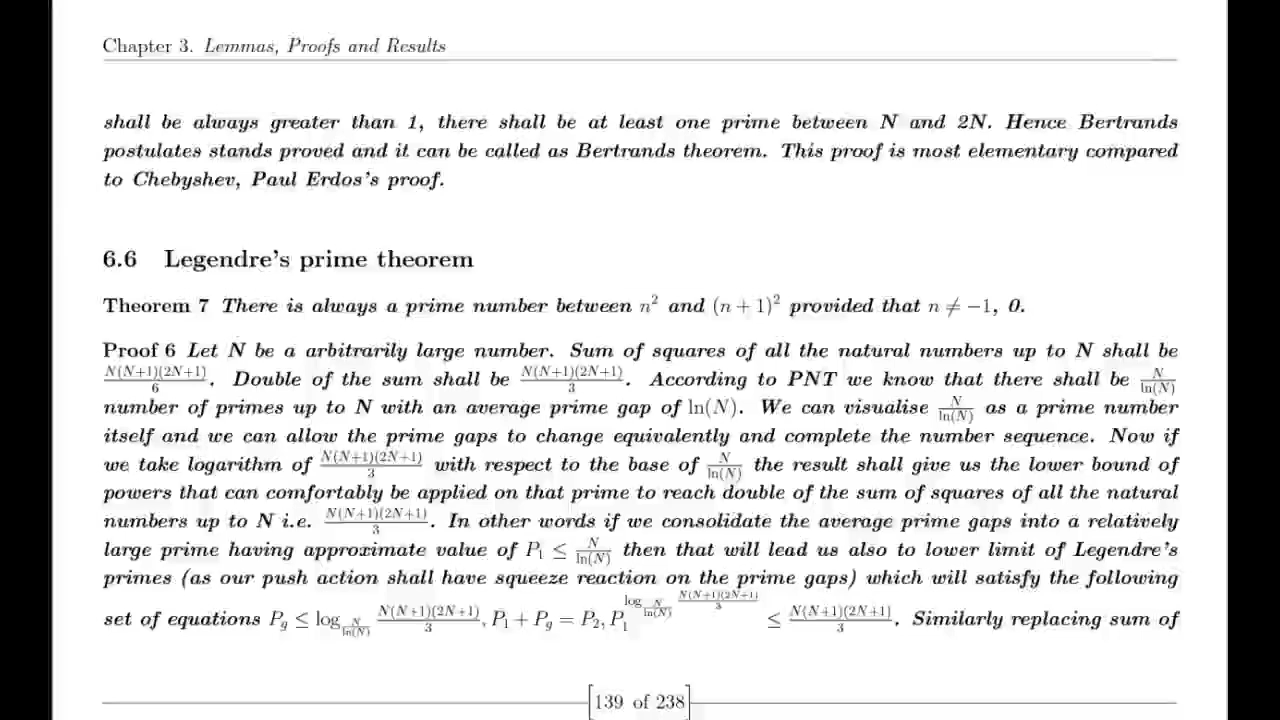 Chapter 3. Lemmas, Proofs and Results
shall be always greater than 1, there shall be at least one prime between N and 2N. Hence Bertrands
postulates stands proved and it can be called as Bertrands theorem. This proof is most elementary compared
to Chebyshev, Paul Erdos's proof.
6.6 Legendre's prime theorem
Theorem 7 There is always a prime number between n² and (n + 1)² provided that n ≠ −1, 0.
Proof 6 Let N be a arbitrarily large number. Sum of squares of all the natural numbers up to N shall be
N(N+1)(2N+1)/6. Double of the sum shall be N(N+1)(2N+1)/3. According to PNT we know that there shall be N/ln(N)
number of primes up to N with an average prime gap of ln(N). We can visualise N/ln(N) as a prime number
itself and we can allow the prime gaps to change equivalently and complete the number sequence. Now if
we take logarithm of N(N+1)(2N+1)/3 with respect to the base of N/ln(N) the result shall give us the lower bound of
powers that can comfortably be applied on that prime to reach double of the sum of squares of all the natural
numbers up to N i.e. N(N+1)(2N+1)/3. In other words if we consolidate the average prime gaps into a relatively
large prime having approximate value of P₁ ≤ N/ln(N) then that will lead us also to lower limit of Legendre's
primes (as our push action shall have squeeze reaction on the prime gaps) which will satisfy the following
set of equations P_g ≤ log_{N/ln(N)} N(N+1)(2N+1)/3, P₁ + P_g = P₂, P₁^{log_{N/ln(N)} N(N+1)(2N+1)/3} ≤ N(N+1)(2N+1)/3. Similarly replacing sum of
139 of 238